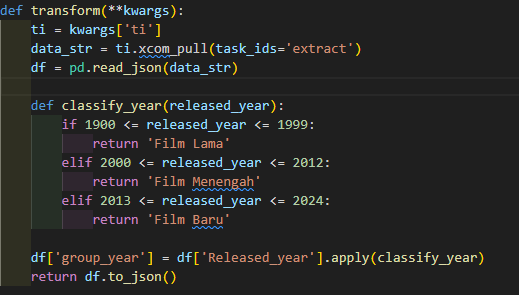 def transform(**kwargs):
    ti = kwargs['ti']
    data_str = ti.xcom_pull(task_ids='extract')
    df = pd.read_json(data_str)

    def classify_year(released_year):
        if 1900 <= released_year <= 1999:
            return 'Film Lama'
        elif 2000 <= released_year <= 2012:
            return 'Film Menengah'
        elif 2013 <= released_year <= 2024:
            return 'Film Baru'

    df['group_year'] = df['Released_year'].apply(classify_year)
    return df.to_json()